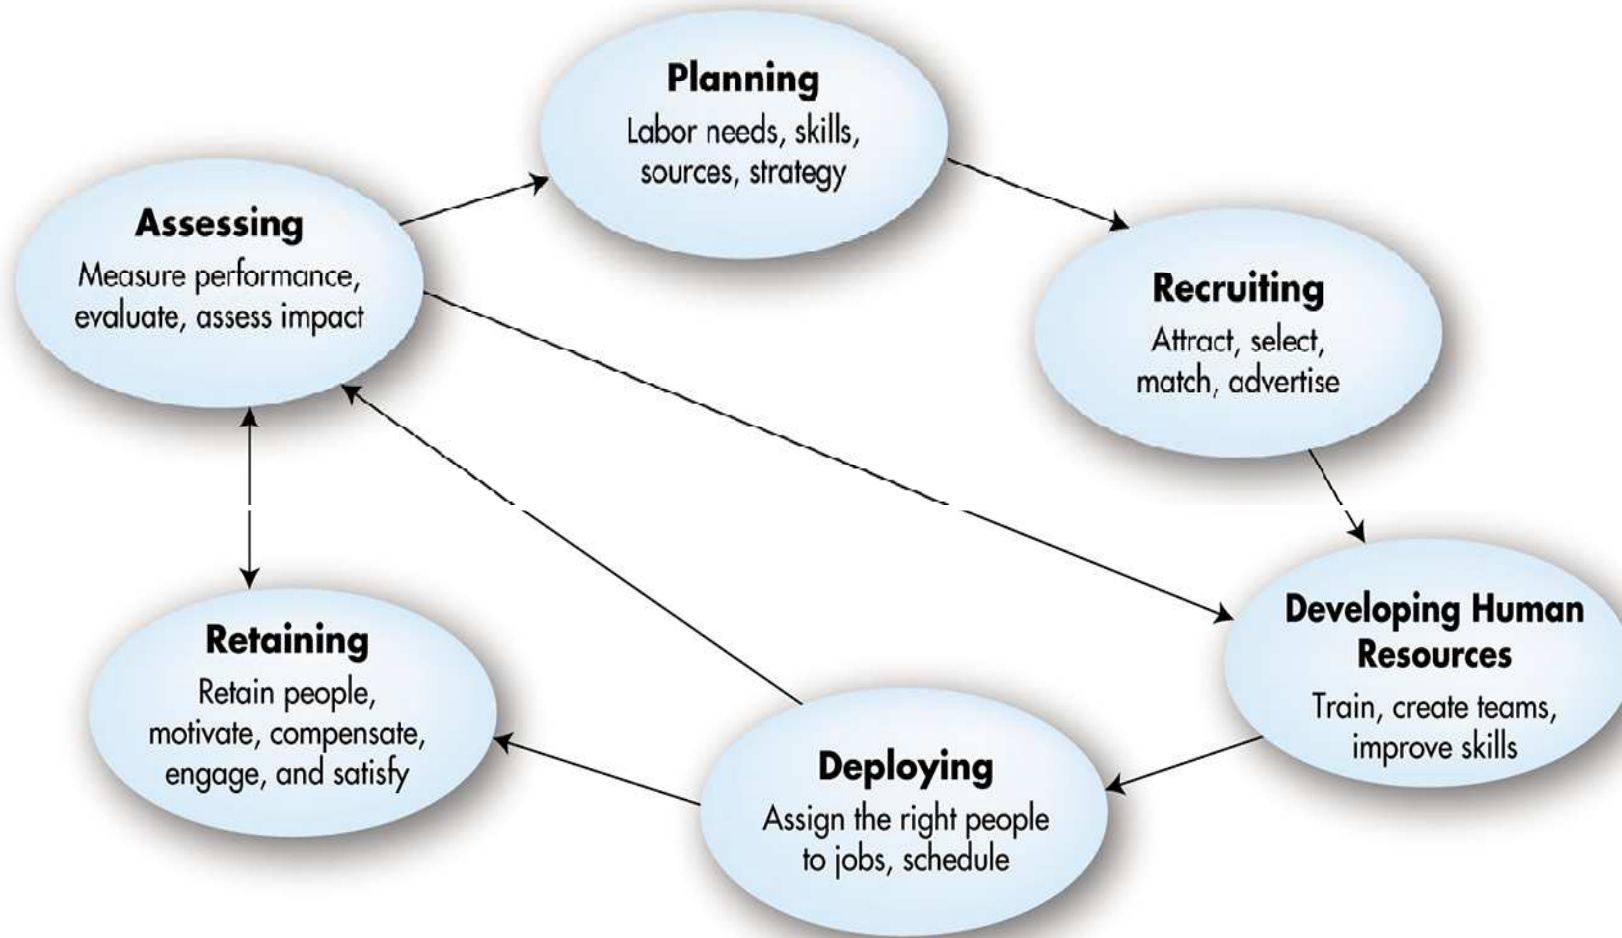 Planning
Labor needs, skills,
sources, strategy
Assessing
Measure performance,
evaluate, assess impact
Recruiting
Attract, select,
match, advertise
Developing Human
Resources
Train, create teams,
improve skills
Retaining
Retain people,
motivate, compensate,
engage, and satisfy
Deploying
Assign the right people
to jobs, schedule